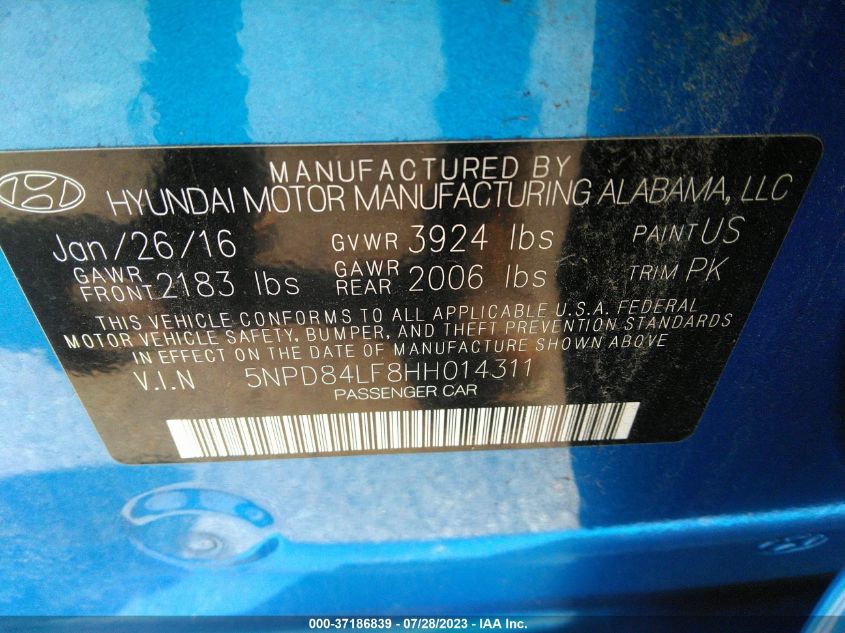 MANUFACTURED BY
HYUNDAI MOTOR MANUFACTURING ALABAMA, LLC
Jan/26/16 GVWR 3924 lbs PAINT US
GAWR FRONT 2183 lbs GAWR REAR 2006 lbs TRIM PK
THIS VEHICLE CONFORMS TO ALL APPLICABLE U.S.A. FEDERAL
MOTOR VEHICLE SAFETY, BUMPER, AND THEFT PREVENTION STANDARDS
IN EFFECT ON THE DATE OF MANUFACTURE SHOWN ABOVE
V.I.N 5NPD84LF8HH014311
PASSENGER CAR
000-37186839 - 07/28/2023 - IAA Inc.